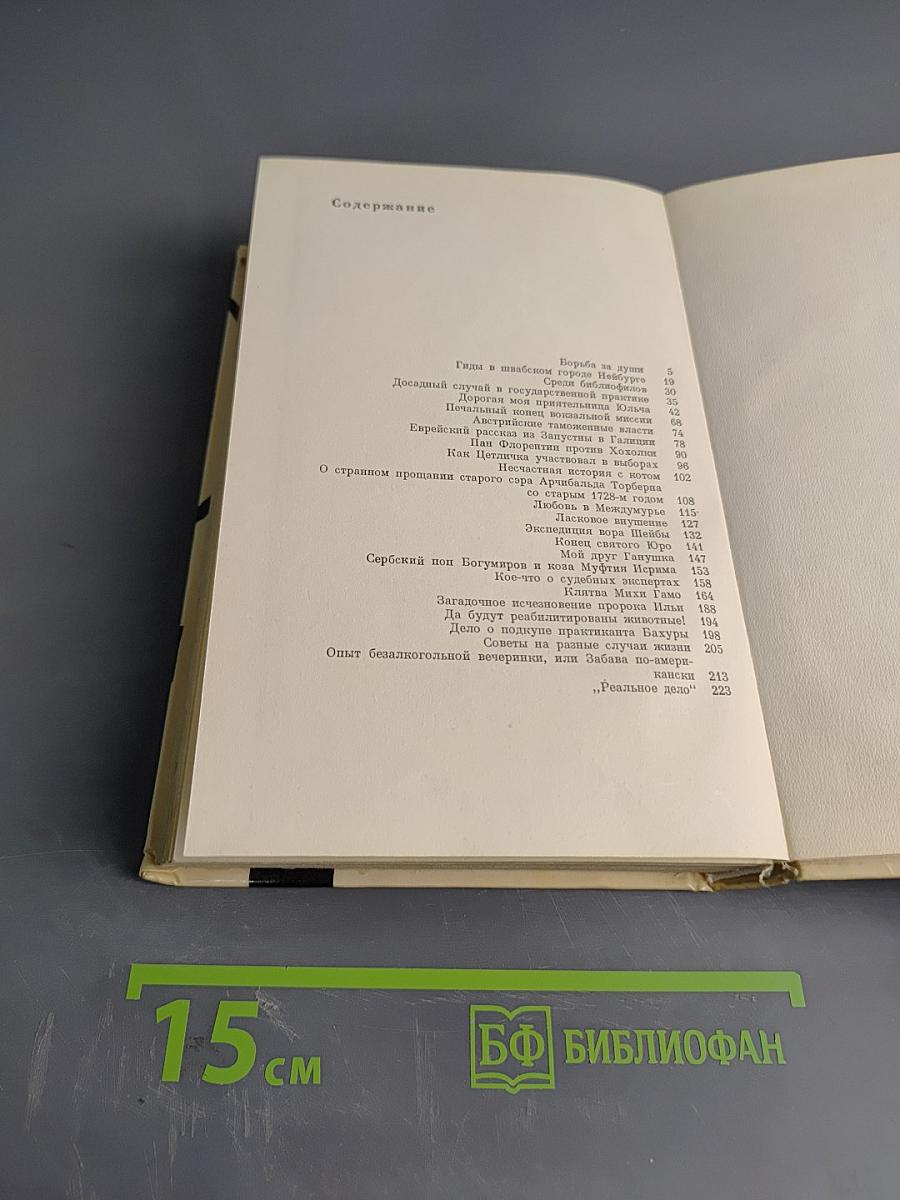 Содержание
Борьба за души 5
Гиды в швабском городе Нейбурге 19
Среди библиофилов 30
Досадный случай в государственной практике 35
Дорогая моя приятельница Юльча 42
Печальный конец вокзальной миссии 68
Австрийские таможенные власти 74
Еврейский рассказ из Запустны в Галиции 78
Пан Флорентин против Хохолки 90
Как Цетличка участвовал в выборах 96
Несчастная история с котом 102
О странном прощании старого сэра Арчибальда Торберна
со старым 1728-м годом 108
Любовь в Междумурье 115
Ласковое внушение 127
Экспедиция вора Шейбы 132
Конец святого Юро 141
Мой друг Ганушка 147
Сербский поп Богумиров и коза Муфтия Исрима 153
Кое-что о судебных экспертах 158
Клятва Михи Гамо 164
Загадочное исчезновение пророка Ильи 188
Да будут реабилитированы животные! 194
Дело о подкупе практиканта Бахуры 198
Советы на разные случаи жизни 205
Опыт безалкогольной вечеринки, или Забава по-амери-
кански 213
„Реальное дело“ 223
15 см
БФ БИБЛИОФАН